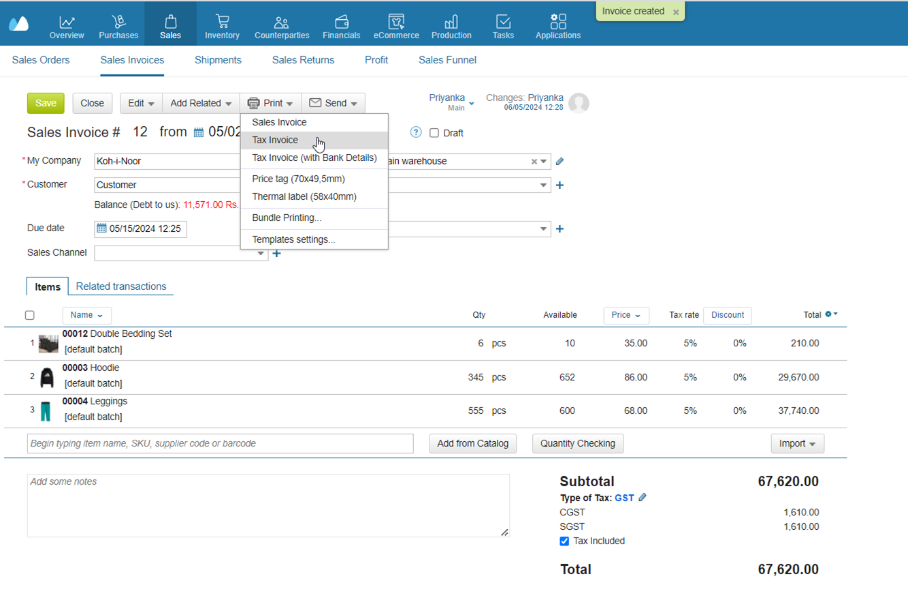 Invoice created ×
Overview Purchases Sales Inventory Counterparties Financials eCommerce Production Tasks Applications
Sales Orders Sales Invoices Shipments Sales Returns Profit Sales Funnel
Save Close Edit Add Related Print Send Priyanka Changes: Priyanka
Main 06/05/2024 12:28
Sales Invoice
Sales Invoice # 12 from 05/02 ? Draft
Tax Invoice
Tax Invoice (with Bank Details)
*My Company Koh-i-Noor ain warehouse ×
Price tag (70x49,5mm)
*Customer Customer +
Thermal label (58x40mm)
Balance (Debt to us): 11,571.00 Rs.
Bundle Printing...
Due date 05/15/2024 12:25 +
Templates settings...
Sales Channel +
Items Related transactions
Name Qty Available Price Tax rate Discount Total
1 00012 Double Bedding Set
[default batch] 6 pcs 10 35.00 5% 0% 210.00
2 00003 Hoodie
[default batch] 345 pcs 652 86.00 5% 0% 29,670.00
3 00004 Leggings
[default batch] 555 pcs 600 68.00 5% 0% 37,740.00
Begin typing item name, SKU, supplier code or barcode Add from Catalog Quantity Checking Import
Add some notes
Subtotal 67,620.00
Type of Tax: GST
CGST 1,610.00
SGST 1,610.00
Tax Included
Total 67,620.00